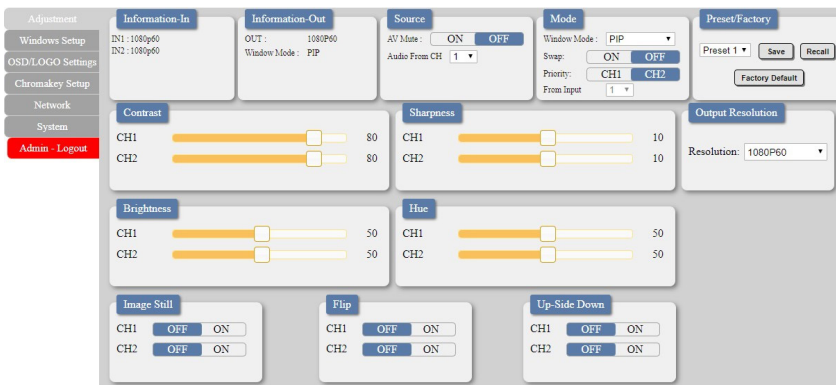 Adjustment
Windows Setup
OSD/LOGO Settings
Chromakey Setup
Network
System
Admin - Logout
Information-In
IN1 : 1080p60
IN2 : 1080p60
Information-Out
OUT : 1080P60
Window Mode : PIP
Source
AV Mute : ON OFF
Audio From CH 1
Mode
Window Mode : PIP
Swap: ON OFF
Priority: CH1 CH2
From Input 1
Preset/Factory
Preset 1 Save Recall
Factory Default
Contrast
CH1 80
CH2 80
Sharpness
CH1 10
CH2 10
Output Resolution
Resolution: 1080P60
Brightness
CH1 50
CH2 50
Hue
CH1 50
CH2 50
Image Still
CH1 OFF ON
CH2 OFF ON
Flip
CH1 OFF ON
CH2 OFF ON
Up-Side Down
CH1 OFF ON
CH2 OFF ON